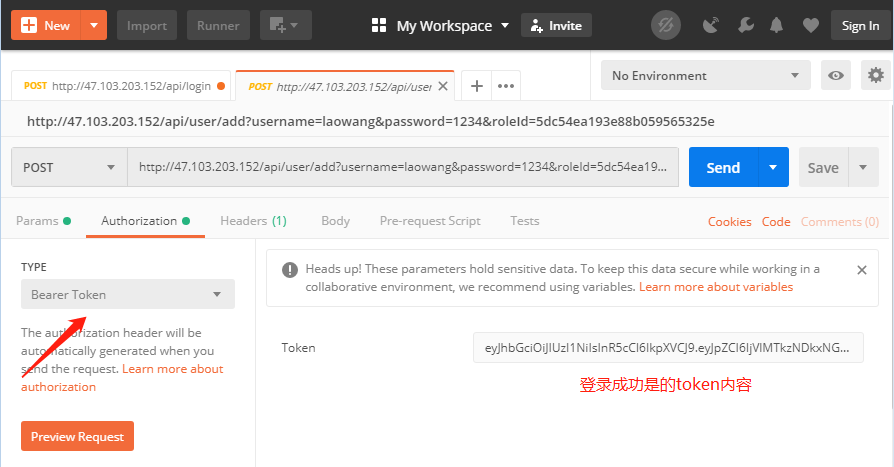 New Import Runner My Workspace Invite Sign In
POST http://47.103.203.152/api/login POST http://47.103.203.152/api/user No Environment
http://47.103.203.152/api/user/add?username=laowang&password=1234&roleId=5dc54ea193e88b059565325e
POST http://47.103.203.152/api/user/add?username=laowang&password=1234&roleId=5dc54ea19... Send Save
Params Authorization Headers (1) Body Pre-request Script Tests Cookies Code Comments (0)
TYPE
Bearer Token
The authorization header will be
automatically generated when you
send the request. Learn more about
authorization
Preview Request
Heads up! These parameters hold sensitive data. To keep this data secure while working in a
collaborative environment, we recommend using variables. Learn more about variables
Token eyJhbGciOiJIUzI1NiIsInR5cCI6IkpXVCJ9.eyJpZCI6IjVlMTkzNDkxNG...
登录成功是的token内容